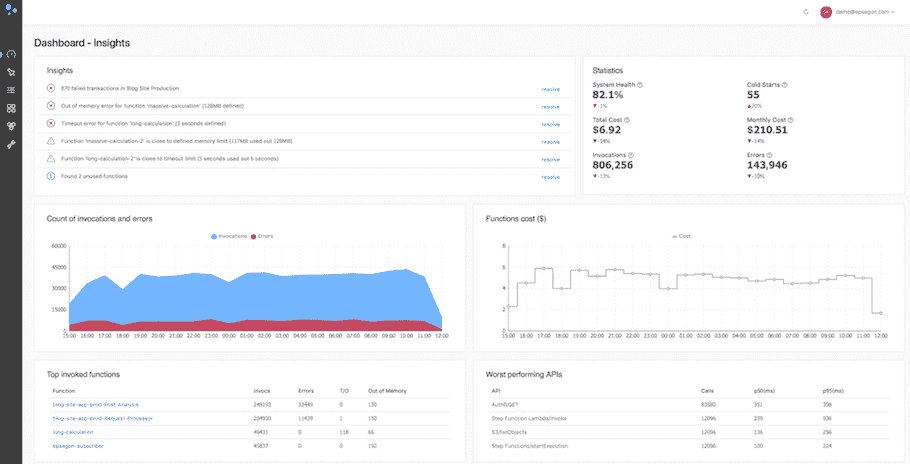 demo@epsagon.com
Dashboard - Insights
Insights
870 failed transactions in Blog Site Production
resolve
Out of memory error for function 'massive-calculation' (128MB defined)
resolve
Timeout error for function 'long-calculation' (3 seconds defined)
resolve
Function 'massive-calculation-2' is close to defined memory limit (117MB used out 128MB)
resolve
Function 'long-calculation-2' is close to timeout limit (5 seconds used out 6 seconds)
resolve
Found 2 unused functions
resolve
Statistics
System Health
82.1%
-1%
Cold Starts
55
20%
Total Cost
$6.92
-14%
Monthly Cost
$210.51
-14%
Invocations
806,256
-13%
Errors
143,946
-10%
Count of invocations and errors
Invocations Errors
60000
45000
30000
15000
0
15:00 16:00 17:00 18:00 19:00 20:00 21:00 22:00 23:00 00:00 01:00 02:00 03:00 04:00 05:00 06:00 07:00 08:00 09:00 10:00 11:00 12:00
Functions cost ($)
Cost
8
6
4
2
0
15:00 16:00 17:00 18:00 19:00 20:00 21:00 22:00 23:00 00:00 01:00 02:00 03:00 04:00 05:00 06:00 07:00 08:00 09:00 10:00 11:00 12:00
Top invoked functions
Function Invocs Errors T/O Out of Memory
blog-site-app-prod-Post-Analysis 248193 33449 0 130
blog-site-app-prod-Request-Processor 204930 11439 1 130
long-calculation 46431 0 118 66
epsagon-subscriber 45837 0 0 192
Worst performing APIs
API Calls p50(ms) p95(ms)
Auth0/GET 83580 351 398
Step Function Lambda/Invoke 12096 239 936
S3/listObjects 12096 136 256
Step Functions/startExecution 12096 100 224